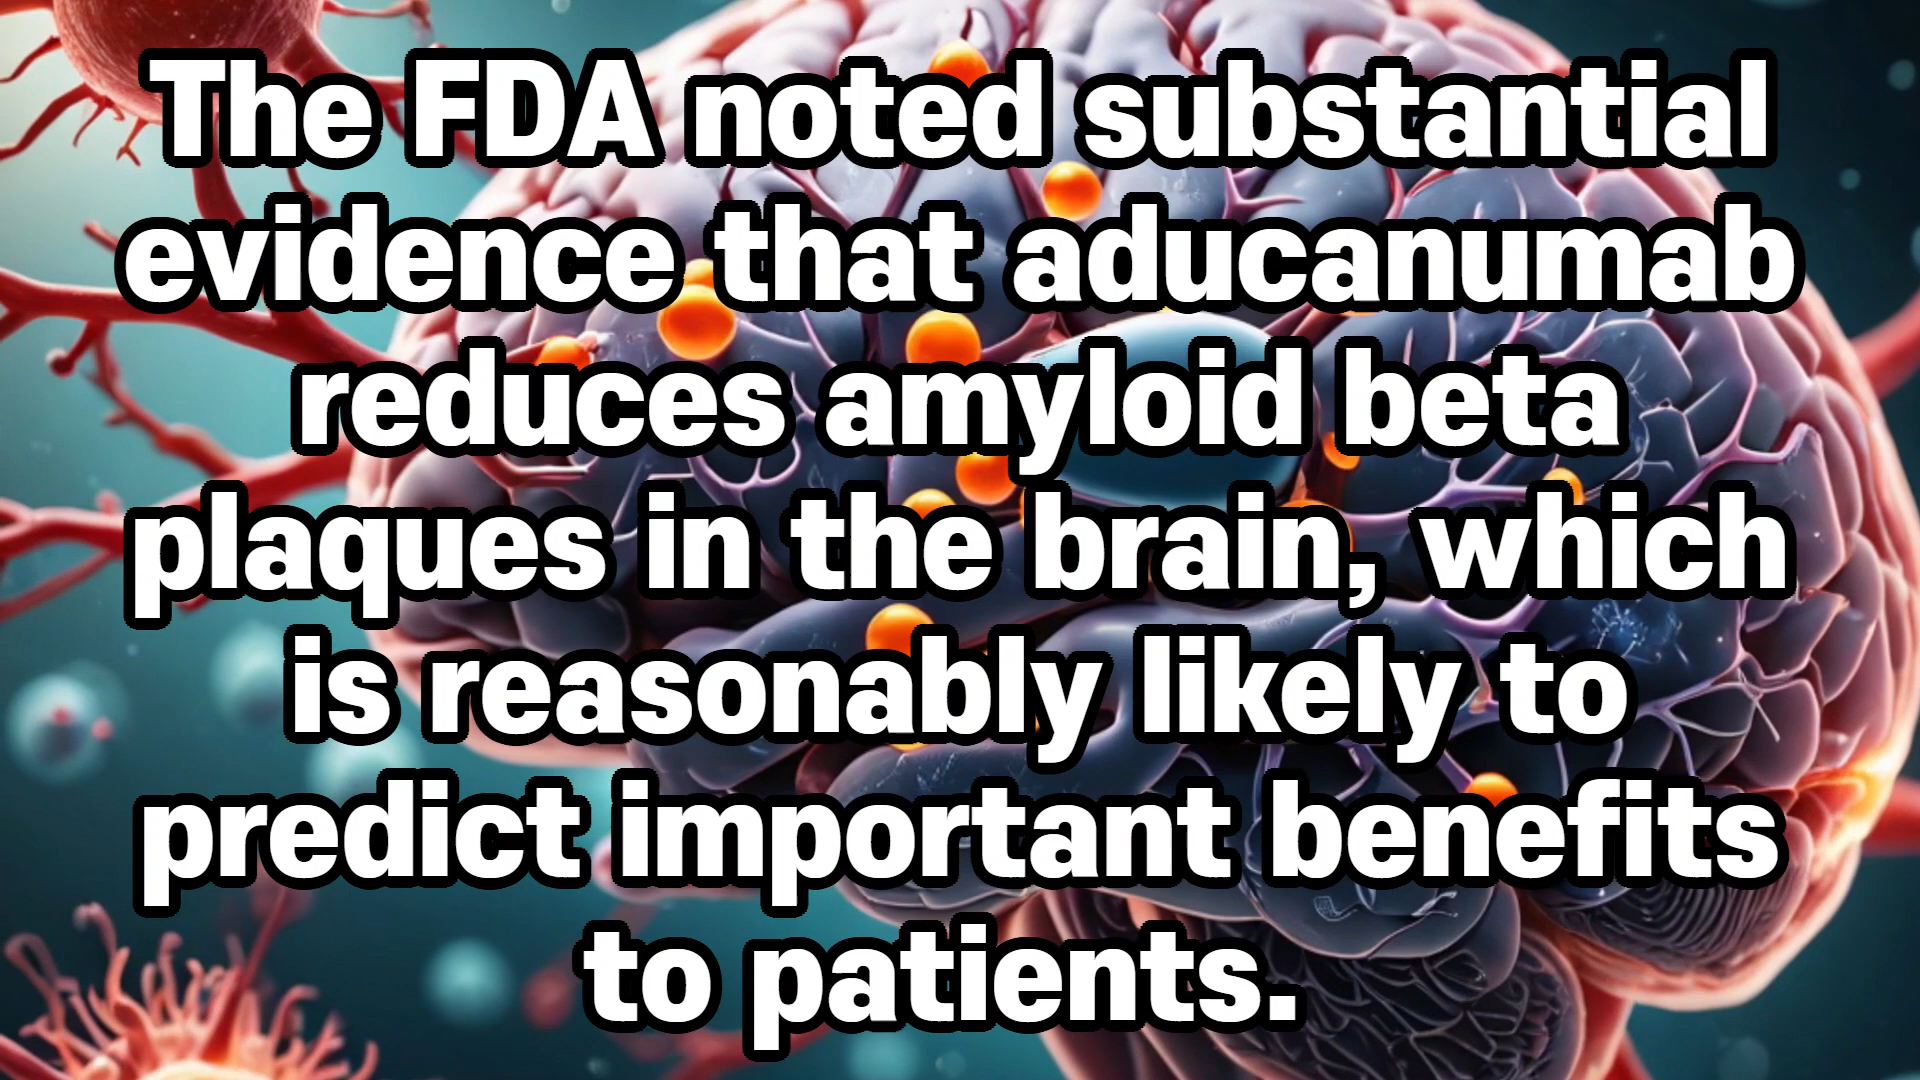 The FDA noted substantial
evidence that aducanumab
reduces amyloid beta
plaques in the brain, which
is reasonably likely to
predict important benefits
to patients.